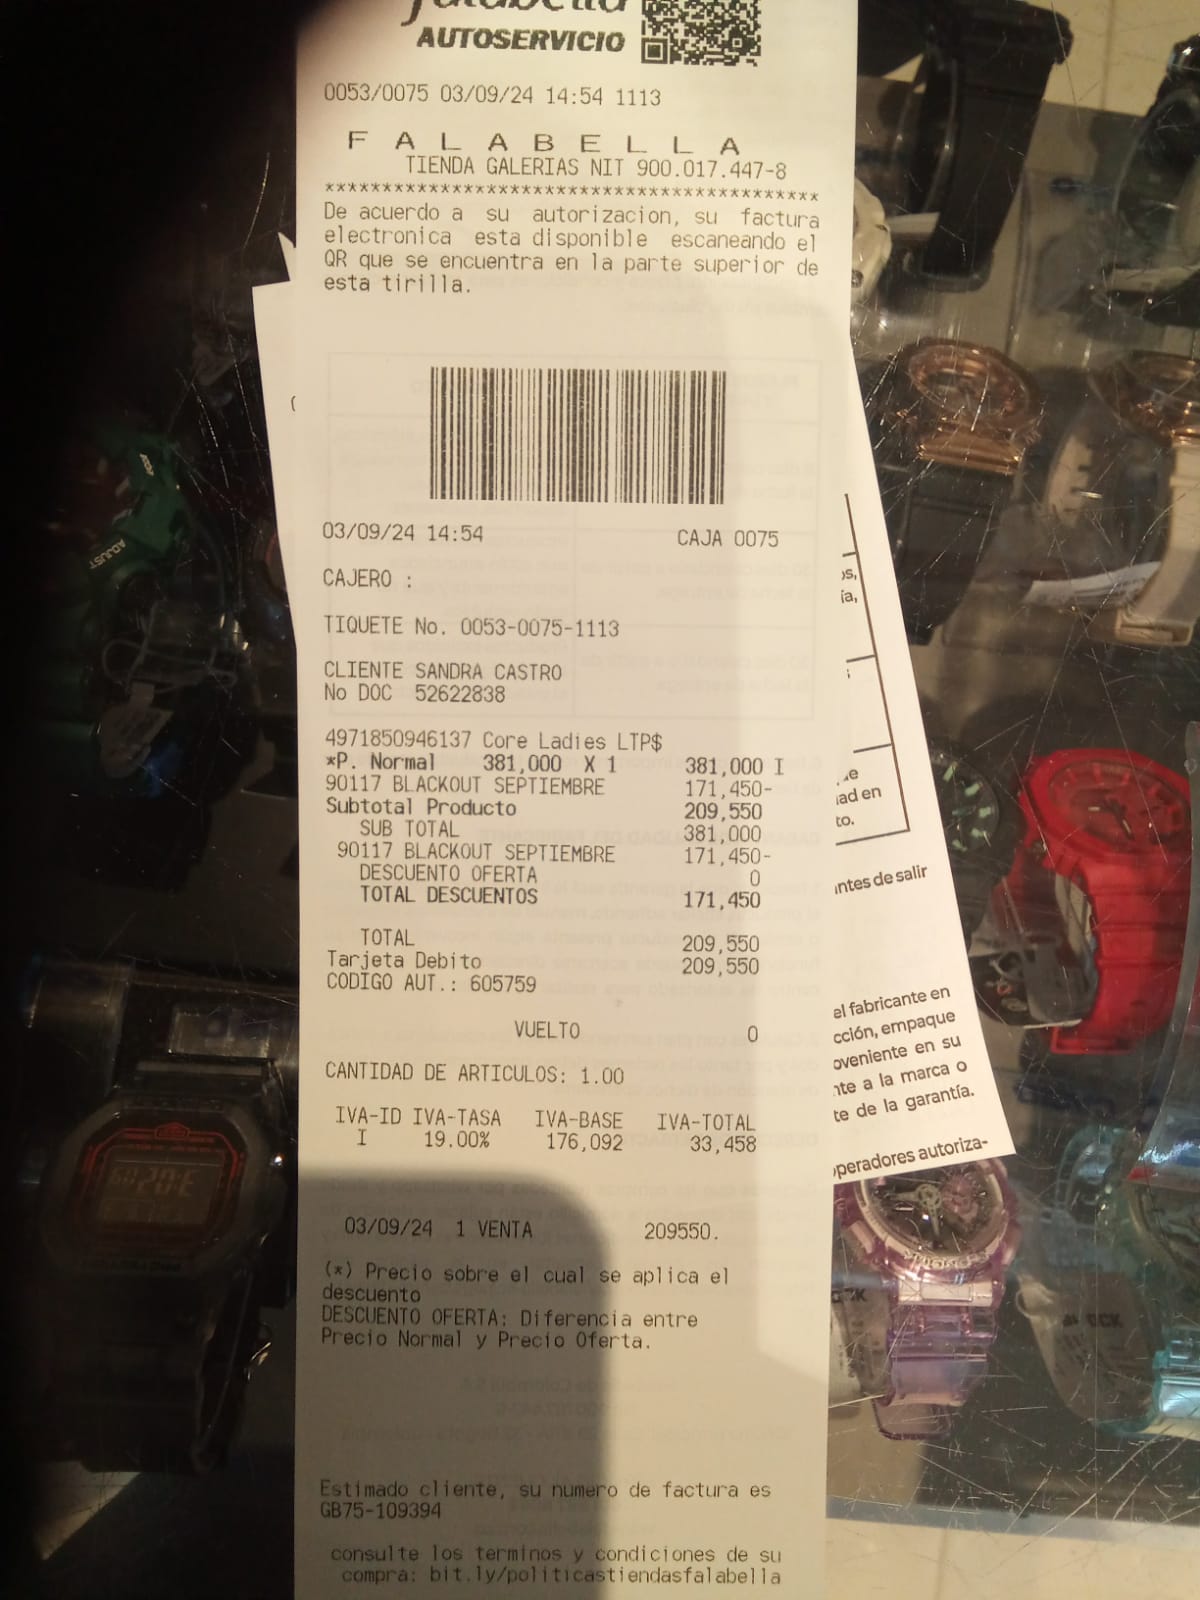 falabella
AUTOSERVICIO
0053/0075 03/09/24 14:54 1113
F A L A B E L L A
TIENDA GALERIAS NIT 900.017.447-8
*******************************************
De acuerdo a su autorizacion, su factura
electronica esta disponible escaneando el
QR que se encuentra en la parte superior de
esta tirilla.
03/09/24 14:54 CAJA 0075
CAJERO :
TIQUETE No. 0053-0075-1113
CLIENTE SANDRA CASTRO
No DOC 52622838
4971850946137 Core Ladies LTP$
*P. Normal 381,000 X 1 381,000 I
90117 BLACKOUT SEPTIEMBRE 171,450-
Subtotal Producto 209,550
SUB TOTAL 381,000
90117 BLACKOUT SEPTIEMBRE 171,450-
DESCUENTO OFERTA 0
TOTAL DESCUENTOS 171,450
TOTAL 209,550
Tarjeta Debito 209,550
CODIGO AUT.: 605759
VUELTO 0
CANTIDAD DE ARTICULOS: 1.00
IVA-ID IVA-TASA IVA-BASE IVA-TOTAL
I 19.00% 176,092 33,458
03/09/24 1 VENTA 209550.
(*) Precio sobre el cual se aplica el
descuento
DESCUENTO OFERTA: Diferencia entre
Precio Normal y Precio Oferta.
Estimado cliente, su numero de factura es
GB75-109394
consulte los terminos y condiciones de su
compra: bit.ly/politicastiendasfalabella
os,
ía,
de
dad en
to.
antes de salir
el fabricante en
cción, empaque
oveniente en su
nte a la marca o
te de la garantía.
operadores autoriza-
ADJUST